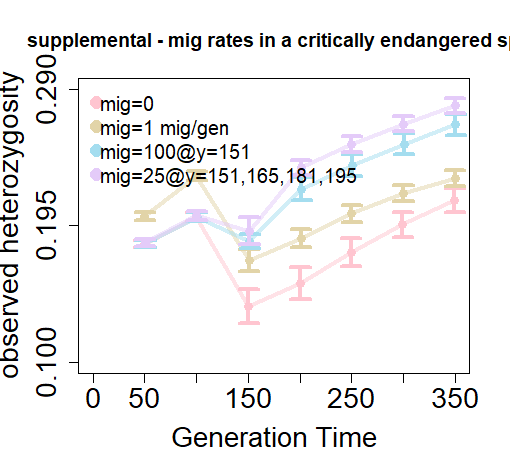 supplemental - mig rates in a critically endangered
mig=0
mig=1 mig/gen
mig=100@y=151
mig=25@y=151,165,181,195
observed heterozygosity
0.290
0.195
0.100
0 50 150 250 350
Generation Time